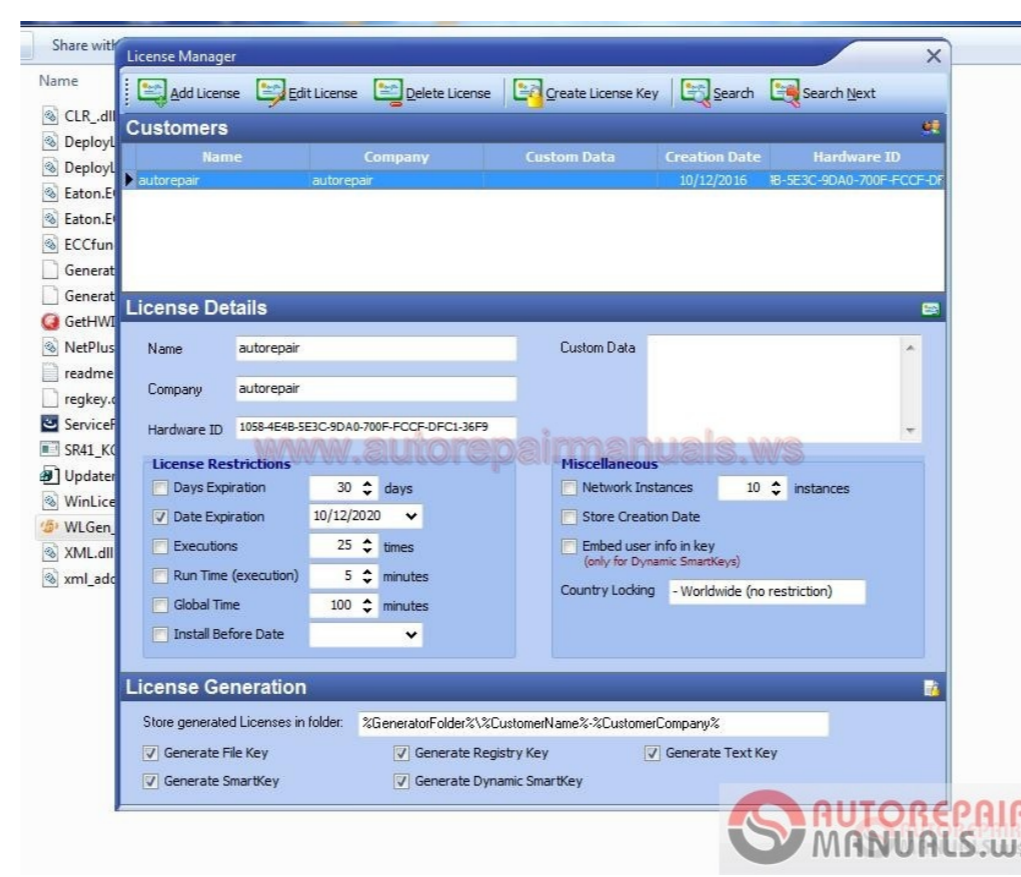 Share with
License Manager
Name
Add License Edit License Delete License Create License Key Search Search Next
Customers
Name Company Custom Data Creation Date Hardware ID
autorepair autorepair 10/12/2016 -5E3C-9DA0-700F-FCCF-DF
CLR_.dll
DeployL
DeployL
Eaton.E
Eaton.E
ECCfun
Generat
Generat
GetHWI
NetPlus
readme
regkey.
ServiceF
SR41_KG
Updater
WinLice
WLGen_
XML.dll
xml_add
License Details
Name autorepair Custom Data
Company autorepair
Hardware ID 1058-4E4B-5E3C-9DA0-700F-FCCF-DFC1-36F9
www.autorepairmanuals.ws
License Restrictions Miscellaneous
Days Expiration 30 days Network Instances 10 instances
Date Expiration 10/12/2020 Store Creation Date
Executions 25 times Embed user info in key
(only for Dynamic SmartKeys)
Run Time (execution) 5 minutes Country Locking - Worldwide (no restriction)
Global Time 100 minutes
Install Before Date
License Generation
Store generated Licenses in folder: %GeneratorFolder%\%CustomerName%-%CustomerCompany%
Generate File Key Generate Registry Key Generate Text Key
Generate SmartKey Generate Dynamic SmartKey
AUTOREPAIR
MANUALS.ws